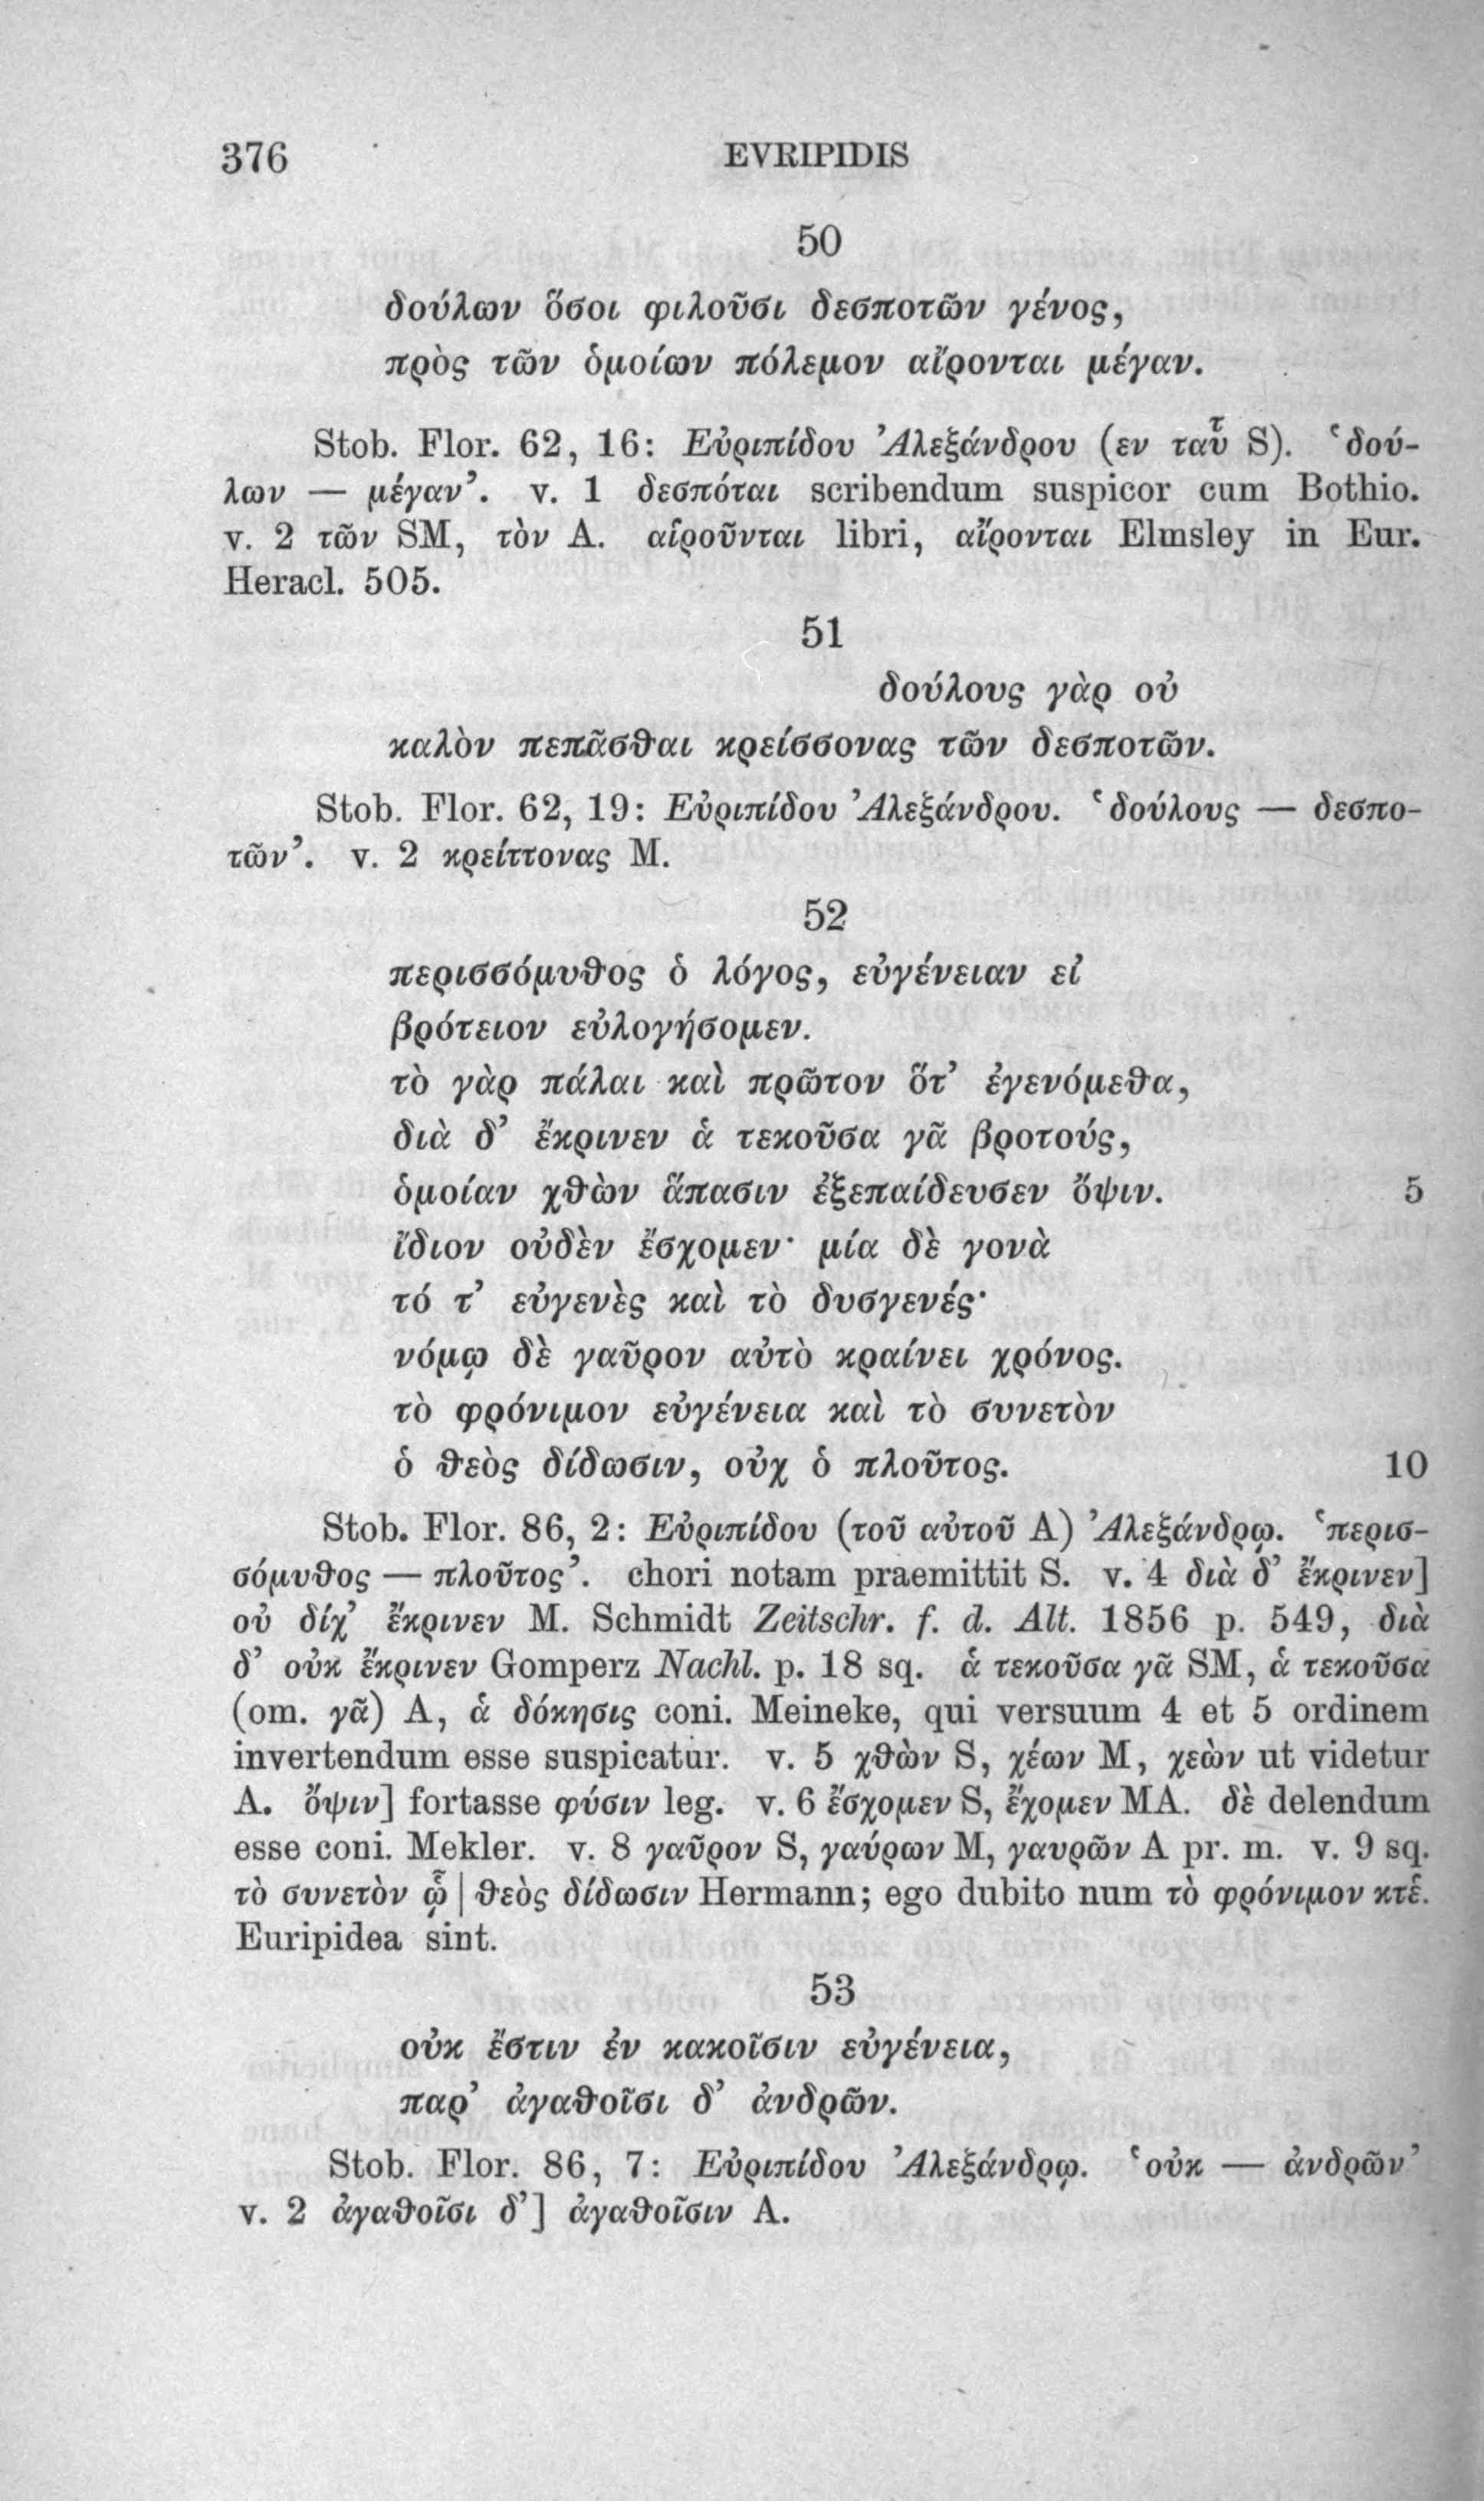 376 EVRIPIDIS
50
δούλων ὅσοι φιλοῦσι δεσποτῶν γένος,
πρὸς τῶν ὁμοίων πόλεμον αἴρονται μέγαν.
Stob. Flor. 62, 16: Εὐριπίδου Ἀλεξάνδρου (εν ταυ̃τ S). ‘δού-
λων — μέγαν’. v. 1 δεσπόται scribendum suspicor cum Bothio.
v. 2 τῶν SM, τὸν A. αἱροῦνται libri, αἴρονται Elmsley in Eur.
Heracl. 505.
51
δούλους γὰρ οὐ
καλὸν πεπᾶσθαι κρείσσονας τῶν δεσποτῶν.
Stob. Flor. 62, 19: Εὐριπίδου Ἀλεξάνδρου. ‘δούλους — δεσπο-
τῶν’. v. 2 κρείττονας M.
52
περισσόμυθος ὁ λόγος, εὐγένειαν εἰ
βρότειον εὐλογήσομεν.
τὸ γὰρ πάλαι καὶ πρῶτον ὅτ’ ἐγενόμεθα,
διὰ δ’ ἔκρινεν ἁ τεκοῦσα γᾶ βροτούς,
ὁμοίαν χθὼν ἅπασιν ἐξεπαίδευσεν ὄψιν. 5
ἴδιον οὐδὲν ἔσχομεν· μία δὲ γονὰ
τό τ’ εὐγενὲς καὶ τὸ δυσγενές·
νόμῳ δὲ γαῦρον αὐτὸ κραίνει χρόνος.
τὸ φρόνιμον εὐγένεια καὶ τὸ συνετὸν
ὁ θεὸς δίδωσιν, οὐχ ὁ πλοῦτος. 10
Stob. Flor. 86, 2: Εὐριπίδου (τοῦ αὐτοῦ A) Ἀλεξάνδρῳ. ‘περισ-
σόμυθος — πλοῦτος’. chori notam praemittit S. v. 4 διὰ δ’ ἔκρινεν]
οὐ δίχ’ ἔκρινεν M. Schmidt Zeitschr. f. d. Alt. 1856 p. 549, διὰ
δ’ οὐκ ἔκρινεν Gomperz Nachl. p. 18 sq. ἁ τεκοῦσα γᾶ SM, ἁ τεκοῦσα
(om. γᾶ) A, ἁ δόκησις coni. Meineke, qui versuum 4 et 5 ordinem
invertendum esse suspicatur. v. 5 χθὼν S, χέων M, χεὼν ut videtur
A. ὄψιν] fortasse φύσιν leg. v. 6 ἔσχομεν S, ἔχομεν MA. δὲ delendum
esse coni. Mekler. v. 8 γαῦρον S, γαύρων M, γαυρῶν A pr. m. v. 9 sq.
τὸ συνετὸν ᾧ | θεὸς δίδωσιν Hermann; ego dubito num τὸ φρόνιμον κτἑ.
Euripidea sint.
53
οὐκ ἔστιν ἐν κακοῖσιν εὐγένεια,
παρ’ ἀγαθοῖσι δ’ ἀνδρῶν.
Stob. Flor. 86, 7: Εὐριπίδου Ἀλεξάνδρῳ. ‘οὐκ — ἀνδρῶν’
v. 2 ἀγαθοῖσι δ’] ἀγαθοῖσιν A.